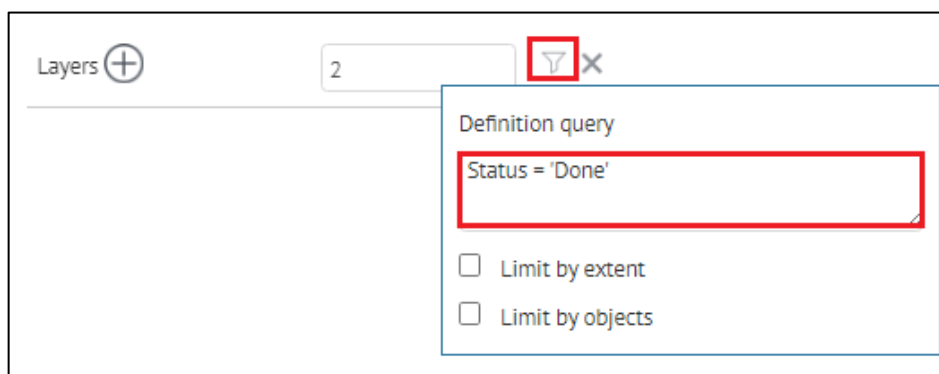 Layers
2
Definition query
Status = 'Done'
Limit by extent
Limit by objects